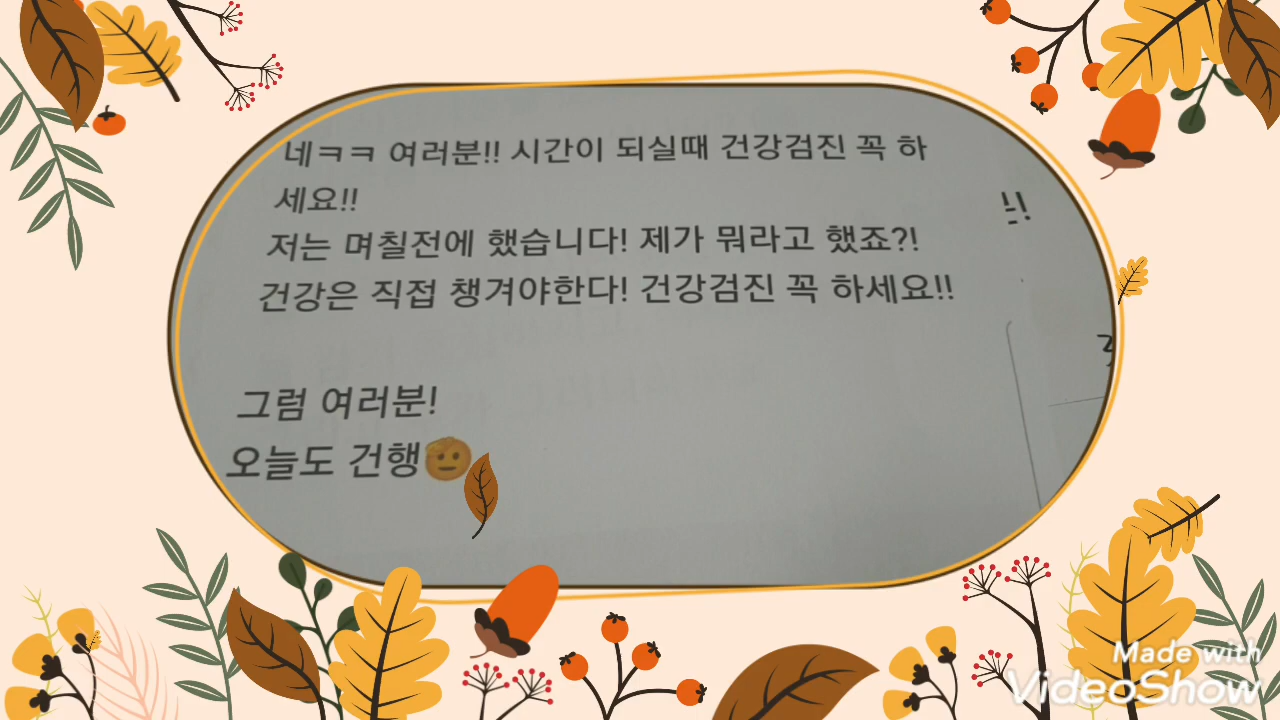 네ㅋㅋ 여러분!! 시간이 되실때 건강검진 꼭 하
세요!!
저는 며칠전에 했습니다! 제가 뭐라고 했죠?!
건강은 직접 챙겨야한다! 건강검진 꼭 하세요!!
그럼 여러분!
오늘도 건행🫡
Made with
VideoShow